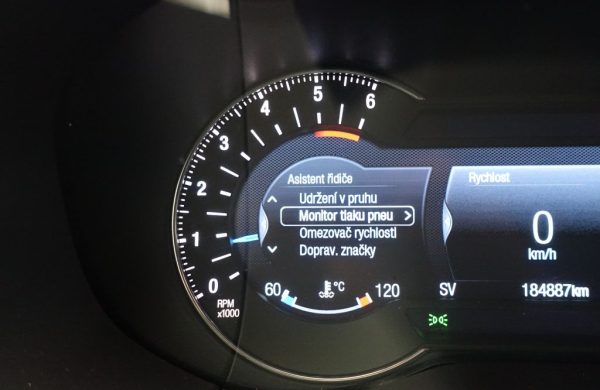 6
5
4
3
2
1
0
RPM
x1000
Asistent řidiče
Udržení v pruhu
Monitor tlaku pneu
Omezovač rychlosti
Doprav. značky
60 °C 120
Rychlost
0
km/h
SV 184887km